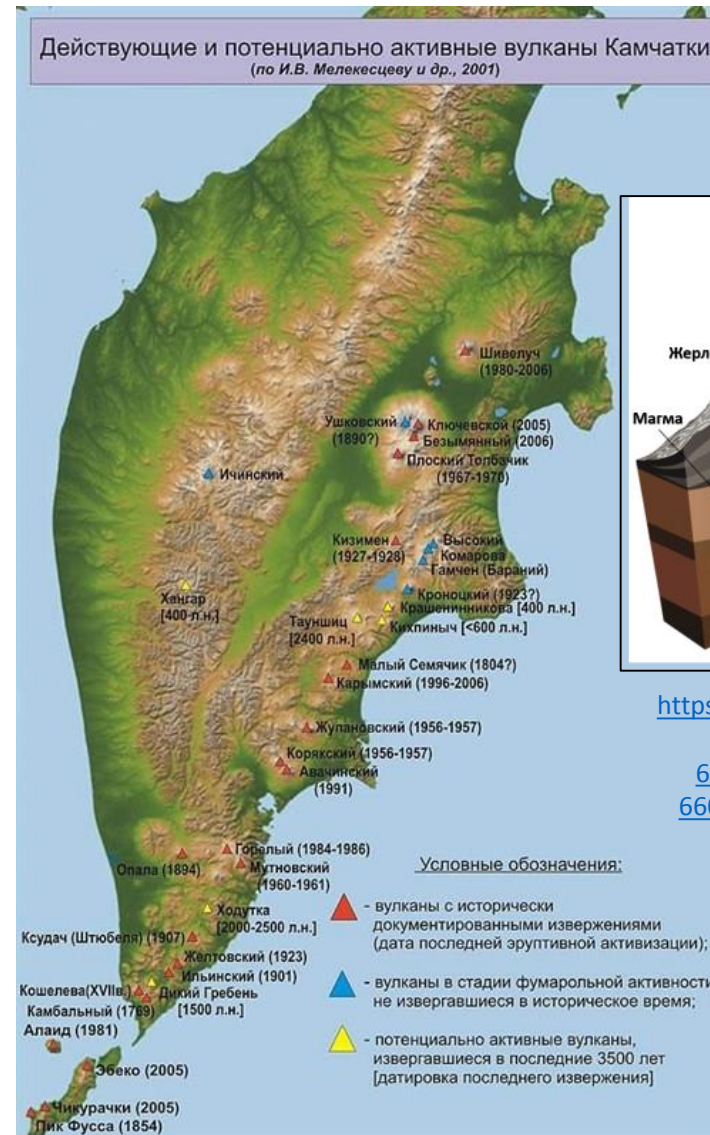 Действующие и потенциально активные вулканы Камчатки
(по И.В. Мелекесцеву и др., 2001)
Жерл
Магма
Шивелуч
(1980-2006)
Ушковский
(1890?)
Ключевской (2005)
Безымянный (2006)
Плоский Толбачик
(1967-1970)
Ичинский
Кизимен
(1927-1928)
Высокий
Комарова
Гамчен (Бараний)
Хангар
[400 л.н.]
Кроноцкий (1923?)
Крашенинникова [400 л.н.]
Тауншиц
[2400 л.н.]
Кихпиныч [<600 л.н.]
Малый Семячик (1804?)
Карымский (1996-2006)
https
Жупановский (1956-1957)
Корякский (1956-1957)
Авачинский
(1991)
6
660
Горелый (1984-1986)
Опала (1894)
Мутновский
(1960-1961)
Ходутка
[2000-2500 л.н.]
Ксудач (Штюбеля) (1907)
Желтовский (1923)
Ильинский (1901)
Кошелева(XVIIв.)
Дикий Гребень
[1500 л.н.]
Камбальный (1769)
Алаид (1981)
Эбеко (2005)
Чикурачки (2005)
Пик Фусса (1854)
Условные обозначения:
- вулканы с исторически
документированными извержениями
(дата последней эруптивной активизации);
- вулканы в стадии фумарольной активности
не извергавшиеся в историческое время;
- потенциально активные вулканы,
извергавшиеся в последние 3500 лет
[датировка последнего извержения]